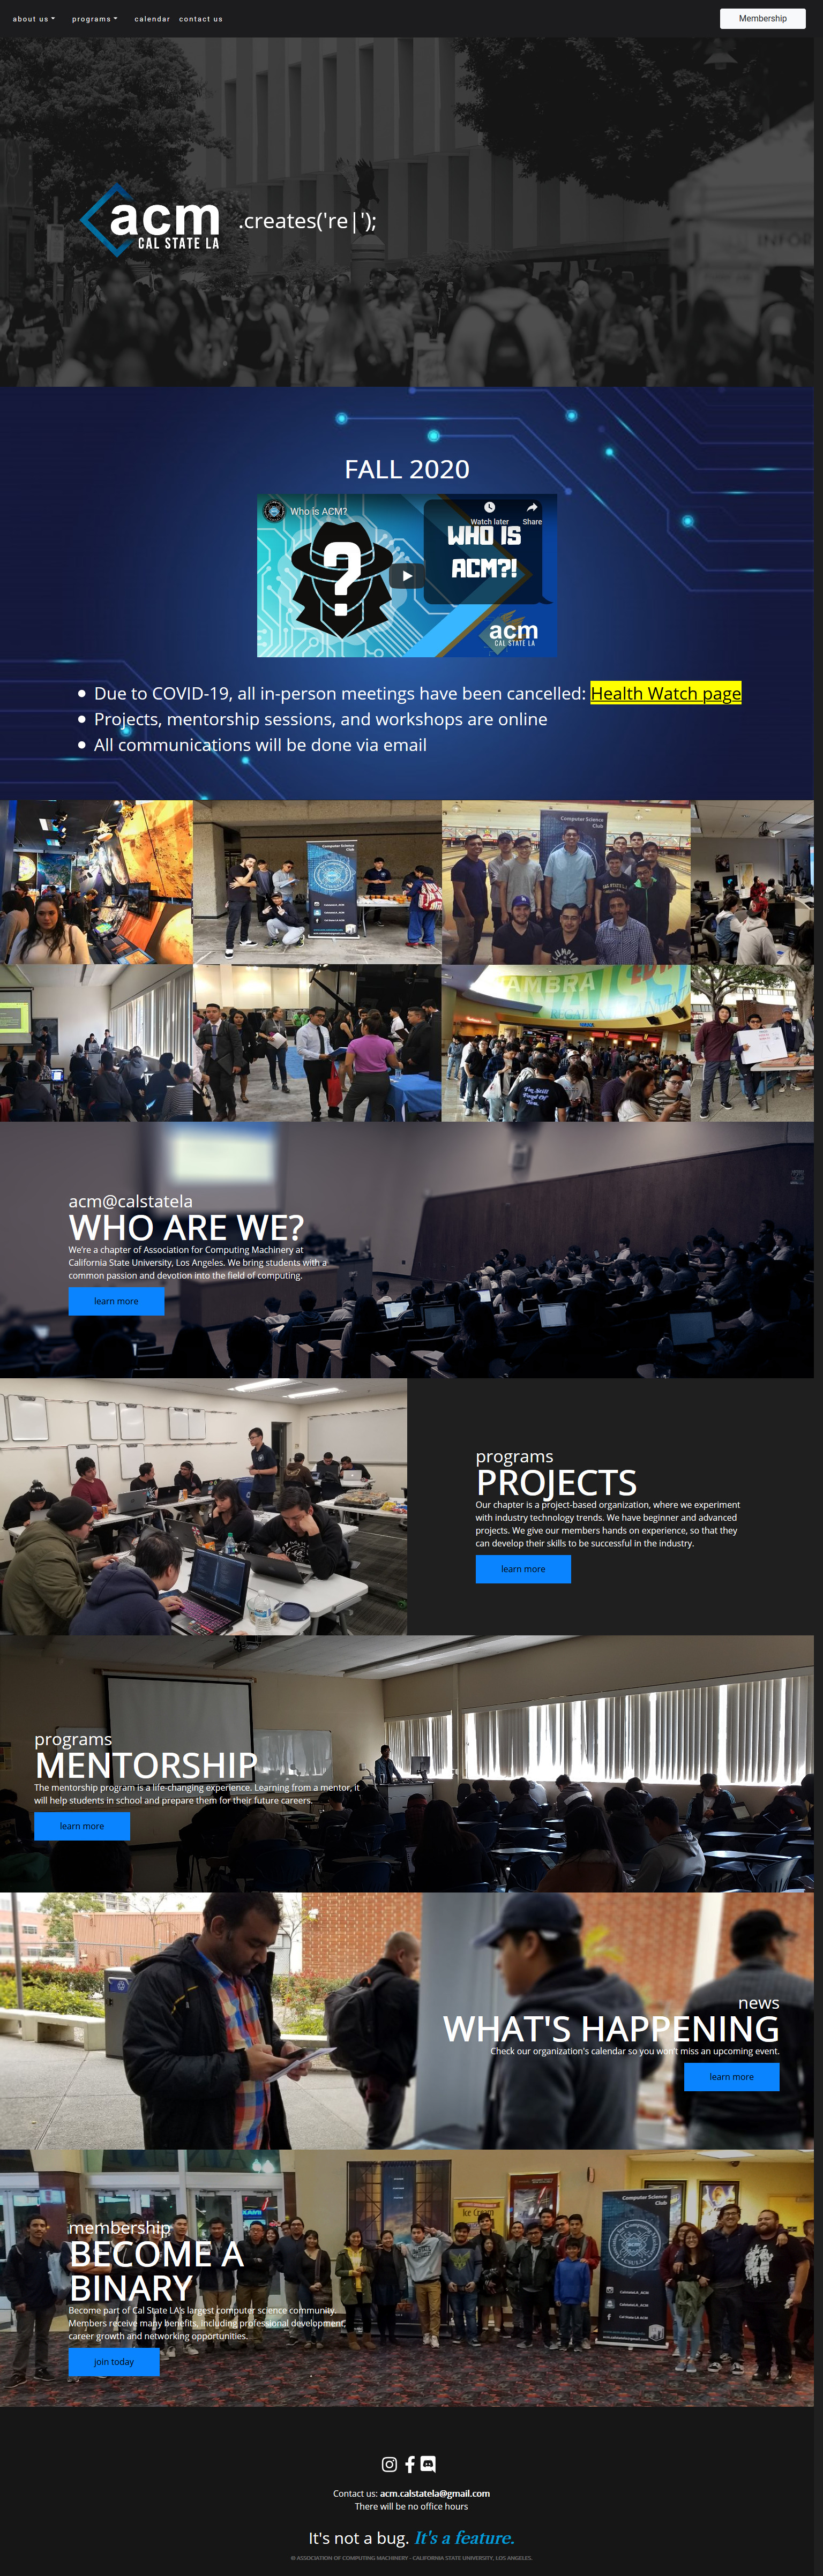 about us
programs
calendar
contact us
Membership
acm
CAL STATE LA
.creates('re|');
FALL 2020
Who is ACM?
Watch later
Share
WHO IS
ACM?!
acm
CAL STATE LA
Due to COVID-19, all in-person meetings have been cancelled: Health Watch page
Projects, mentorship sessions, and workshops are online
All communications will be done via email
Computer Science
Club
Computer Science
Club
acm@calstatela
WHO ARE WE?
We're a chapter of Association for Computing Machinery at
California State University, Los Angeles. We bring students with a
common passion and devotion into the field of computing.
learn more
programs
PROJECTS
Our chapter is a project-based organization, where we experiment
with industry technology trends. We have beginner and advanced
projects. We give our members hands on experience, so that they
can develop their skills to be successful in the industry.
learn more
programs
MENTORSHIP
The mentorship program is a life-changing experience. Learning from a mentor, it
will help students in school and prepare them for their future careers.
learn more
news
WHAT'S HAPPENING
Check our organization's calendar so you won't miss an upcoming event.
learn more
Computer Science
Club
membership
BECOME A
BINARY
Become part of Cal State LA's largest computer science community.
Members receive many benefits, including professional development,
career growth and networking opportunities.
join today
Contact us: acm.calstatela@gmail.com
There will be no office hours
It's not a bug. It's a feature.
© ASSOCIATION OF COMPUTING MACHINERY - CALIFORNIA STATE UNIVERSITY, LOS ANGELES.